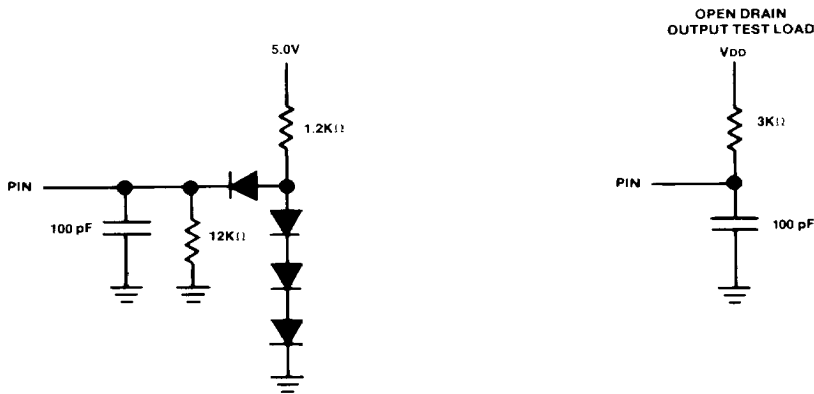 OPEN DRAIN
OUTPUT TEST LOAD
5.0V
VDD
1.2KΩ
3KΩ
PIN
PIN
100 pF
12KΩ
100 pF